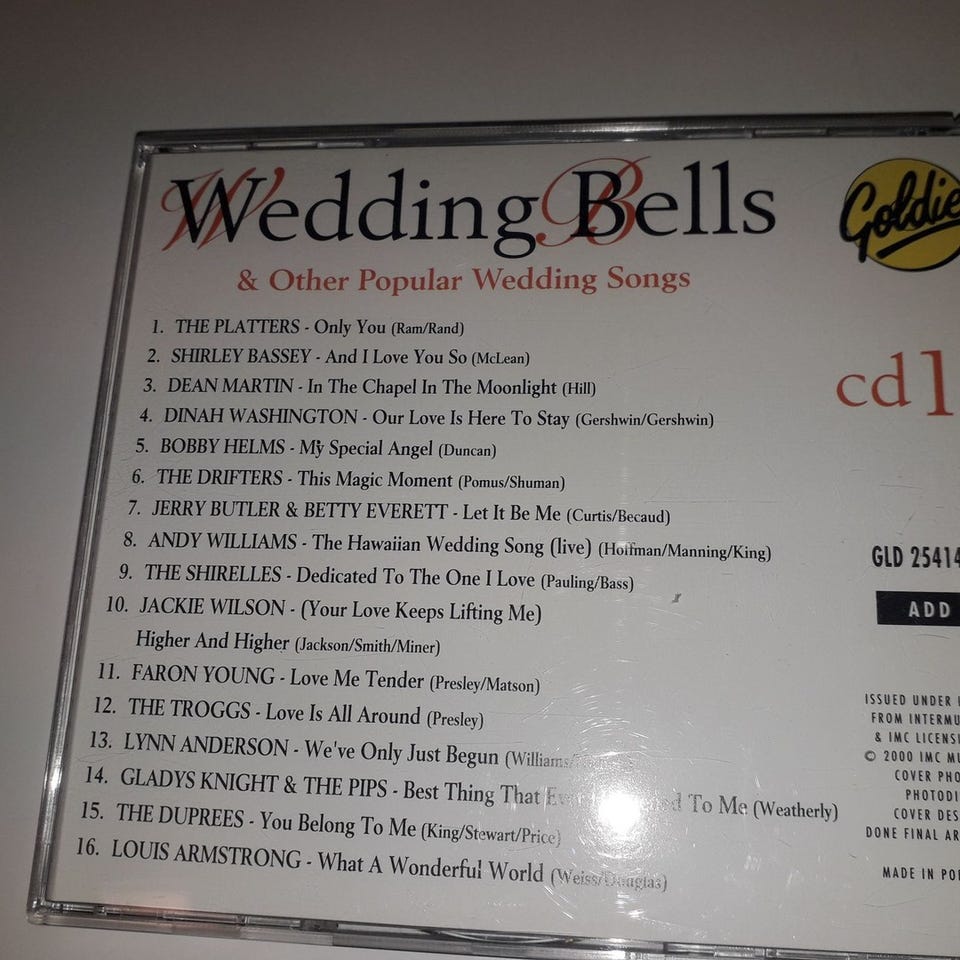 Wedding Bells
& Other Popular Wedding Songs
Goldie
1. THE PLATTERS - Only You (Ram/Rand)
2. SHIRLEY BASSEY - And I Love You So (McLean)
3. DEAN MARTIN - In The Chapel In The Moonlight (Hill)
4. DINAH WASHINGTON - Our Love Is Here To Stay (Gershwin/Gershwin)
5. BOBBY HELMS - My Special Angel (Duncan)
6. THE DRIFTERS - This Magic Moment (Pomus/Shuman)
7. JERRY BUTLER & BETTY EVERETT - Let It Be Me (Curtis/Becaud)
8. ANDY WILLIAMS - The Hawaiian Wedding Song (live) (Hoffman/Manning/King)
9. THE SHIRELLES - Dedicated To The One I Love (Pauling/Bass)
10. JACKIE WILSON - (Your Love Keeps Lifting Me)
Higher And Higher (Jackson/Smith/Miner)
11. FARON YOUNG - Love Me Tender (Presley/Matson)
12. THE TROGGS - Love Is All Around (Presley)
13. LYNN ANDERSON - We've Only Just Begun (Williams/
14. GLADYS KNIGHT & THE PIPS - Best Thing That To Me (Weatherly)
15. THE DUPREES - You Belong To Me (King/Stewart/Price)
16. LOUIS ARMSTRONG - What A Wonderful World (Weiss/Douglas)
cd 1
GLD 25414
ADD
ISSUED UNDER
FROM INTERMU
& IMC LICENS
© 2000 IMC MU
COVER PHO
PHOTODI
COVER DES
DONE FINAL AR
MADE IN PO